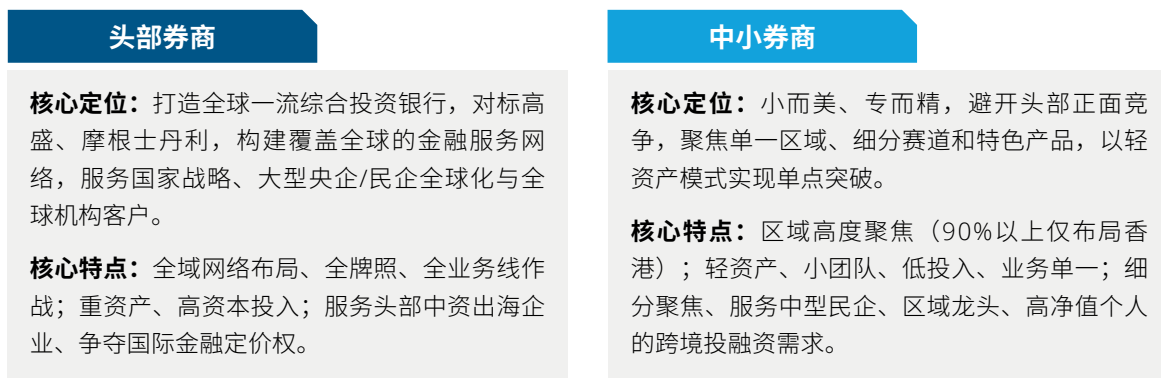 头部券商
核心定位：打造全球一流综合投资银行，对标高
盛、摩根士丹利，构建覆盖全球的金融服务网
络，服务国家战略、大型央企/民企全球化与全
球机构客户。
核心特点：全域网络布局、全牌照、全业务线作
战；重资产、高资本投入；服务头部中资出海企
业、争夺国际金融定价权。
中小券商
核心定位：小而美、专而精，避开头部正面竞
争，聚焦单一区域、细分赛道和特色产品，以轻
资产模式实现单点突破。
核心特点：区域高度聚焦（90%以上仅布局香
港）；轻资产、小团队、低投入、业务单一；细
分聚焦、服务中型民企、区域龙头、高净值个人
的跨境投融资需求。